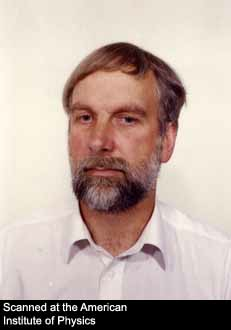 Scanned at the American
Institute of Physics